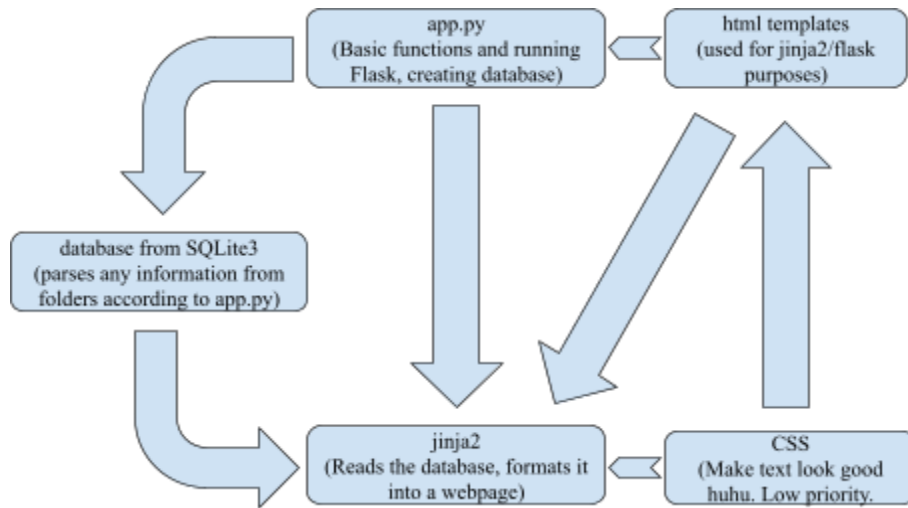 app.py
(Basic functions and running
Flask, creating database)
html templates
(used for jinja2/flask
purposes)
database from SQLite3
(parses any information from
folders according to app.py)
jinja2
(Reads the database, formats it
into a webpage)
CSS
(Make text look good
huhu. Low priority.